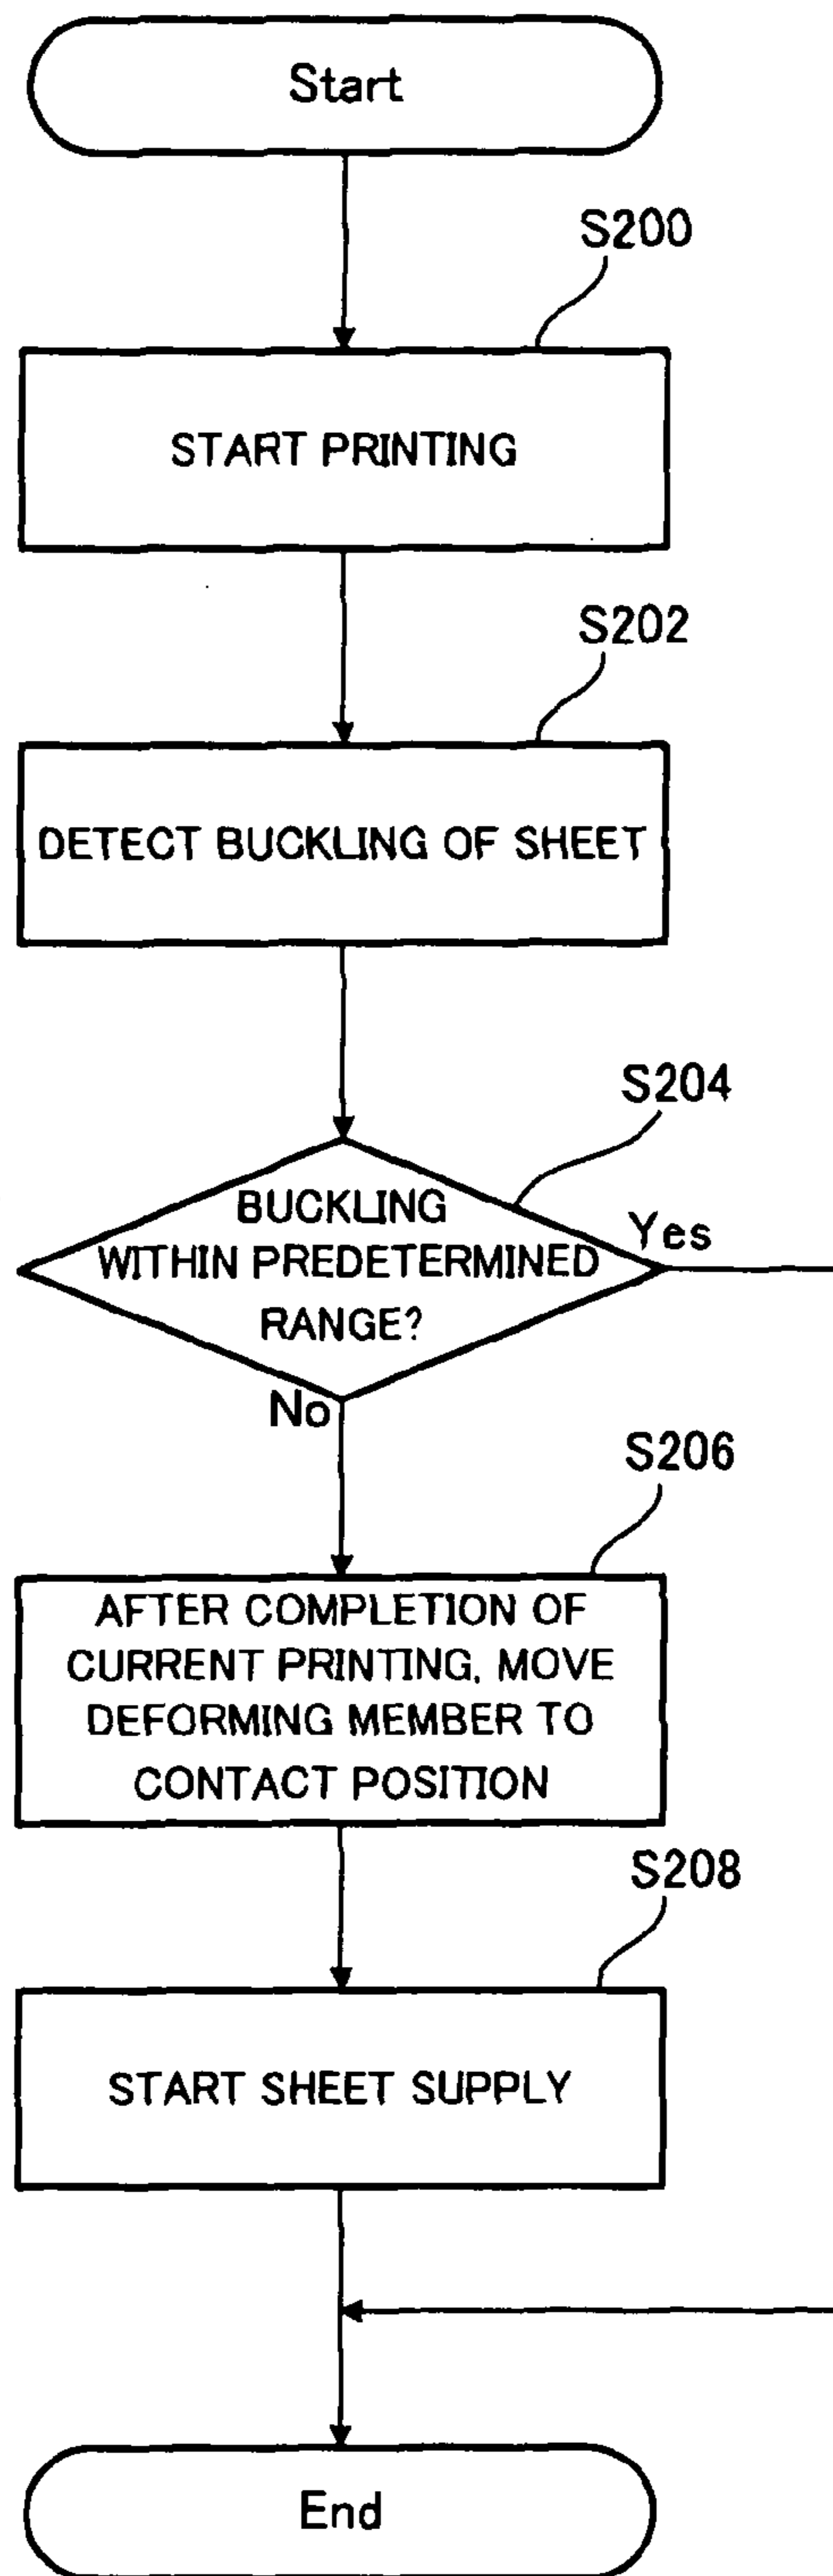 Start
S200
START PRINTING
S202
DETECT BUCKLING OF SHEET
S204
BUCKLING
WITHIN PREDETERMINED
RANGE?
Yes
No
S206
AFTER COMPLETION OF
CURRENT PRINTING, MOVE
DEFORMING MEMBER TO
CONTACT POSITION
S208
START SHEET SUPPLY
End